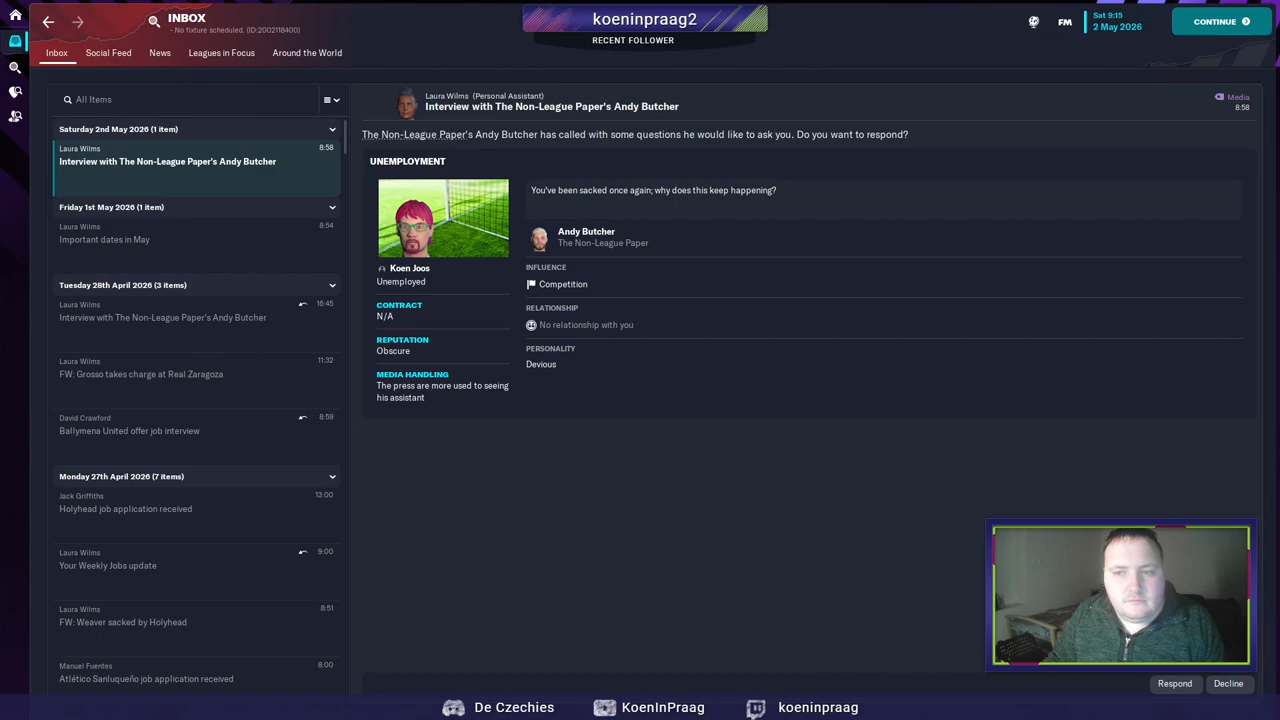 INBOX
- No fixture scheduled. (ID:2002118400)
koeninpraag2
RECENT FOLLOWER
FM
Sat 9:15
2 May 2026
CONTINUE
Inbox
Social Feed
News
Leagues in Focus
Around the World
All Items
Saturday 2nd May 2026 (1 item)
Laura Wilms
8:58
Interview with The Non-League Paper's Andy Butcher
Friday 1st May 2026 (1 item)
Laura Wilms
8:54
Important dates in May
Tuesday 28th April 2026 (3 items)
Laura Wilms
16:45
Interview with The Non-League Paper's Andy Butcher
Laura Wilms
11:32
FW: Grosso takes charge at Real Zaragoza
David Crawford
8:59
Ballymena United offer job interview
Monday 27th April 2026 (7 items)
Jack Griffiths
13:00
Holyhead job application received
Laura Wilms
9:00
Your Weekly Jobs update
Laura Wilms
8:51
FW: Weaver sacked by Holyhead
Manuel Fuentes
8:00
Atlético Sanluqueño job application received
Laura Wilms (Personal Assistant)
Interview with The Non-League Paper's Andy Butcher
Media
8:58
The Non-League Paper's Andy Butcher has called with some questions he would like to ask you. Do you want to respond?
UNEMPLOYMENT
Koen Joos
Unemployed
CONTRACT
N/A
REPUTATION
Obscure
MEDIA HANDLING
The press are more used to seeing
his assistant
You've been sacked once again; why does this keep happening?
Andy Butcher
The Non-League Paper
INFLUENCE
Competition
RELATIONSHIP
No relationship with you
PERSONALITY
Devious
Respond
Decline
De Czechies
KoenInPraag
koeninpraag